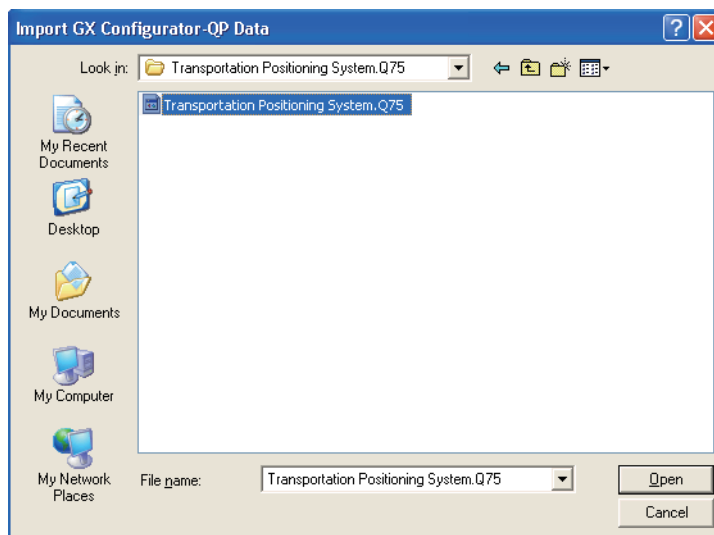 Import GX Configurator-QP Data
?
Look in:
Transportation Positioning System.Q75
Transportation Positioning System.Q75
My Recent
Documents
Desktop
My Documents
My Computer
My Network
Places
File name:
Transportation Positioning System.Q75
Open
Cancel